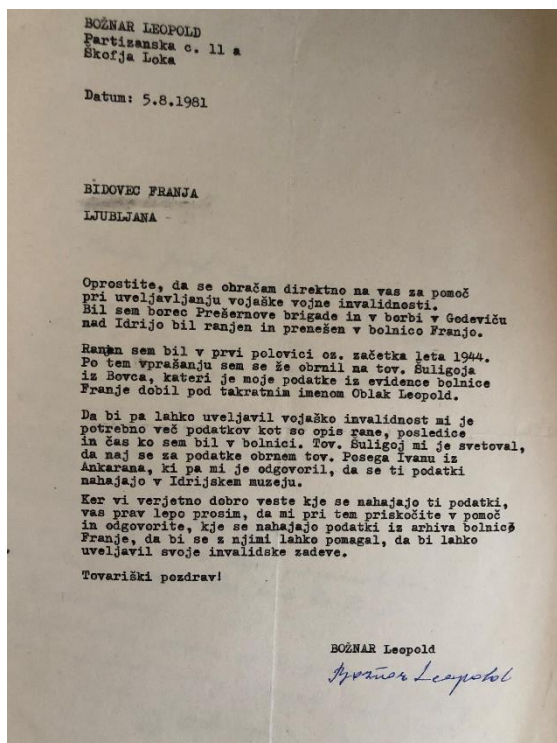 BOŽNAR LEOPOLD
Partizanska c. 11 a
Škofja Loka
Datum: 5.8.1981
BIDOVEC FRANJA
LJUBLJANA -
Oprostite, da se obračam direktno na vas za pomoč
pri uveljavljanju vojaške vojne invalidnosti.
Bil sem borec Prešernove brigade in v borbi v Godeviču
nad Idrijo bil ranjen in prenešen v bolnico Franjo.
Ranjen sem bil v prvi polovici oz. začetka leta 1944.
Po tem vprašanju sem se že obrnil na tov. Šuligoja
iz Bovca, kateri je moje podatke iz evidence bolnice
Franje dobil pod takratnim imenom Oblak Leopold.
Da bi pa lahko uveljavil vojaško invalidnost mi je
potrebno več podatkov kot so opis rane, posledice
in čas ko sem bil v bolnici. Tov. Šuligoj mi je svetoval,
da naj se za podatke obrnem tov. Posega Ivanu iz
Ankarana, ki pa mi je odgovoril, da se ti podatki
nahajajo v Idrijskem muzeju.
Ker vi verjetno dobro veste kje se nahajajo ti podatki,
vas prav lepo prosim, da mi pri tem priskočite v pomoč
in odgovorite, kje se nahajajo podatki iz arhiva bolnice
Franje, da bi se z njimi lahko pomagal, da bi lahko
uveljavil svoje invalidske zadeve.
Tovariški pozdrav!
BOŽNAR Leopold
Božnar Leopold